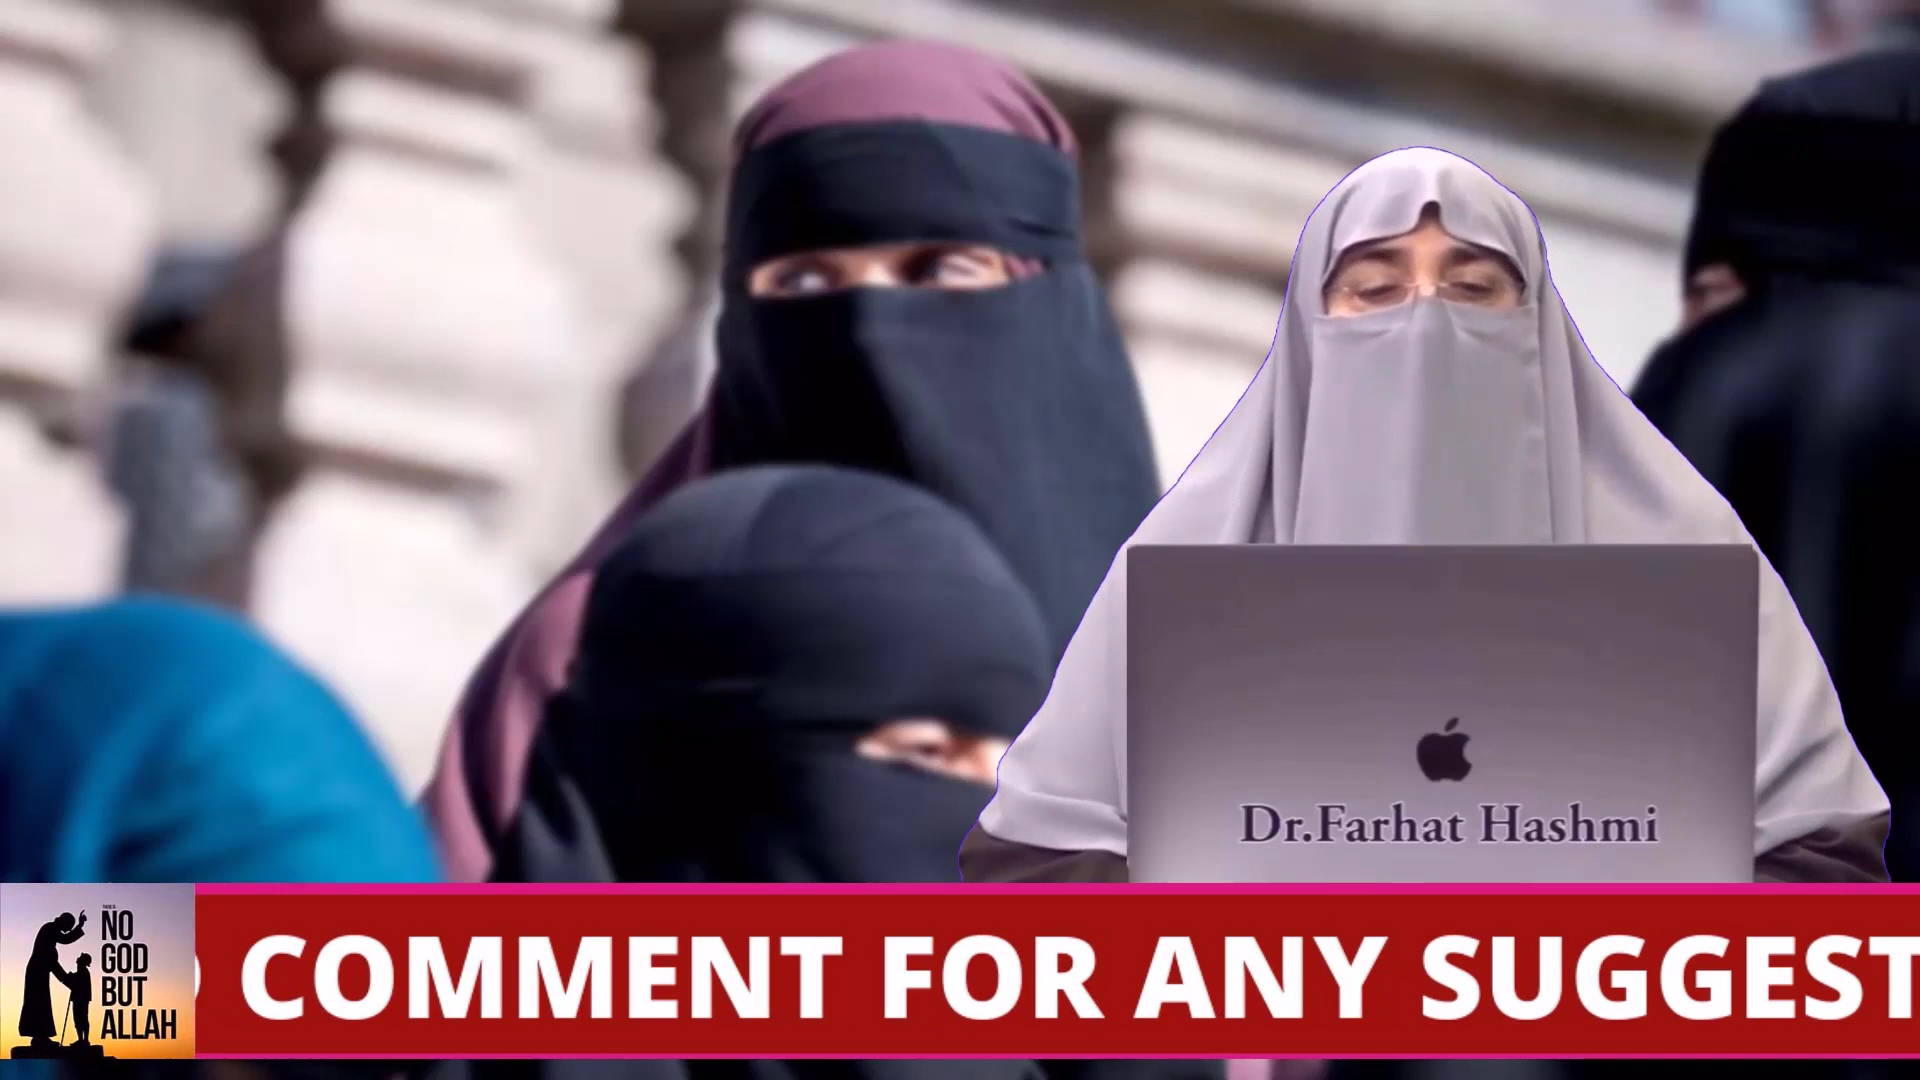 Dr.Farhat Hashmi
NO
GOD
BUT
ALLAH
COMMENT FOR ANY SUGGEST